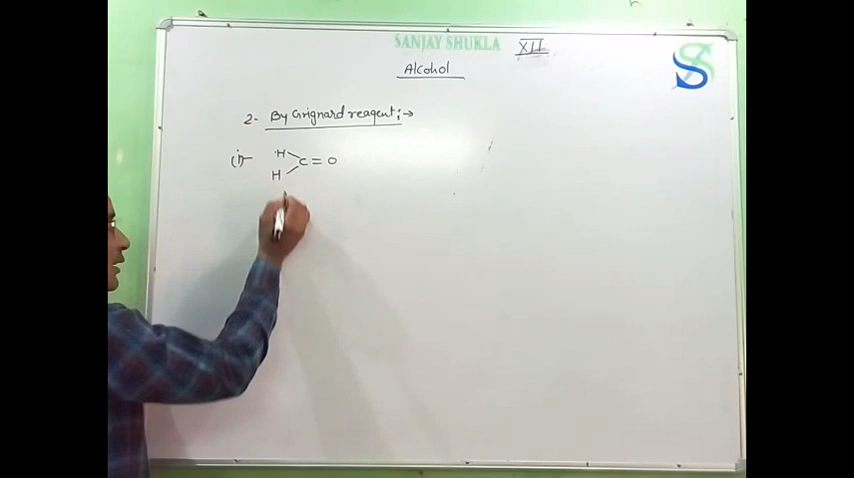 SANJAY SHUKLA XII
Alcohol
2- By Grignard reagent:→
(i)- H
C=O
H